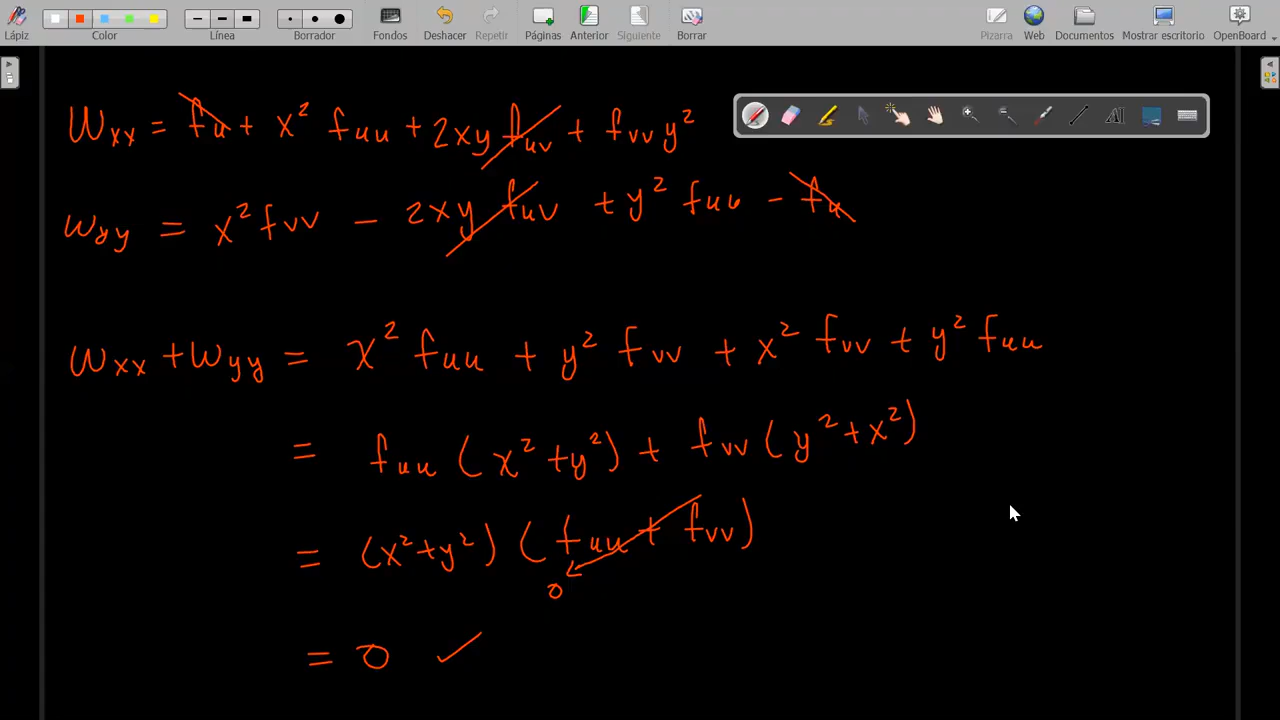 Lápiz Color Línea Borrador Fondos Deshacer Repetir Páginas Anterior Siguiente Borrar Pizarra Web Documentos Mostrar escritorio OpenBoard
Wxx = fu + x² fuu + 2xy fuv + fvv y²
wyy = x² fvv - 2xy fuv + y² fuu - fu
wxx + wyy = x² fuu + y² fvv + x² fvv + y² fuu
= fuu (x² + y²) + fvv (y² + x²)
= (x² + y²) (fuu + fvv)
0
= 0 ✓